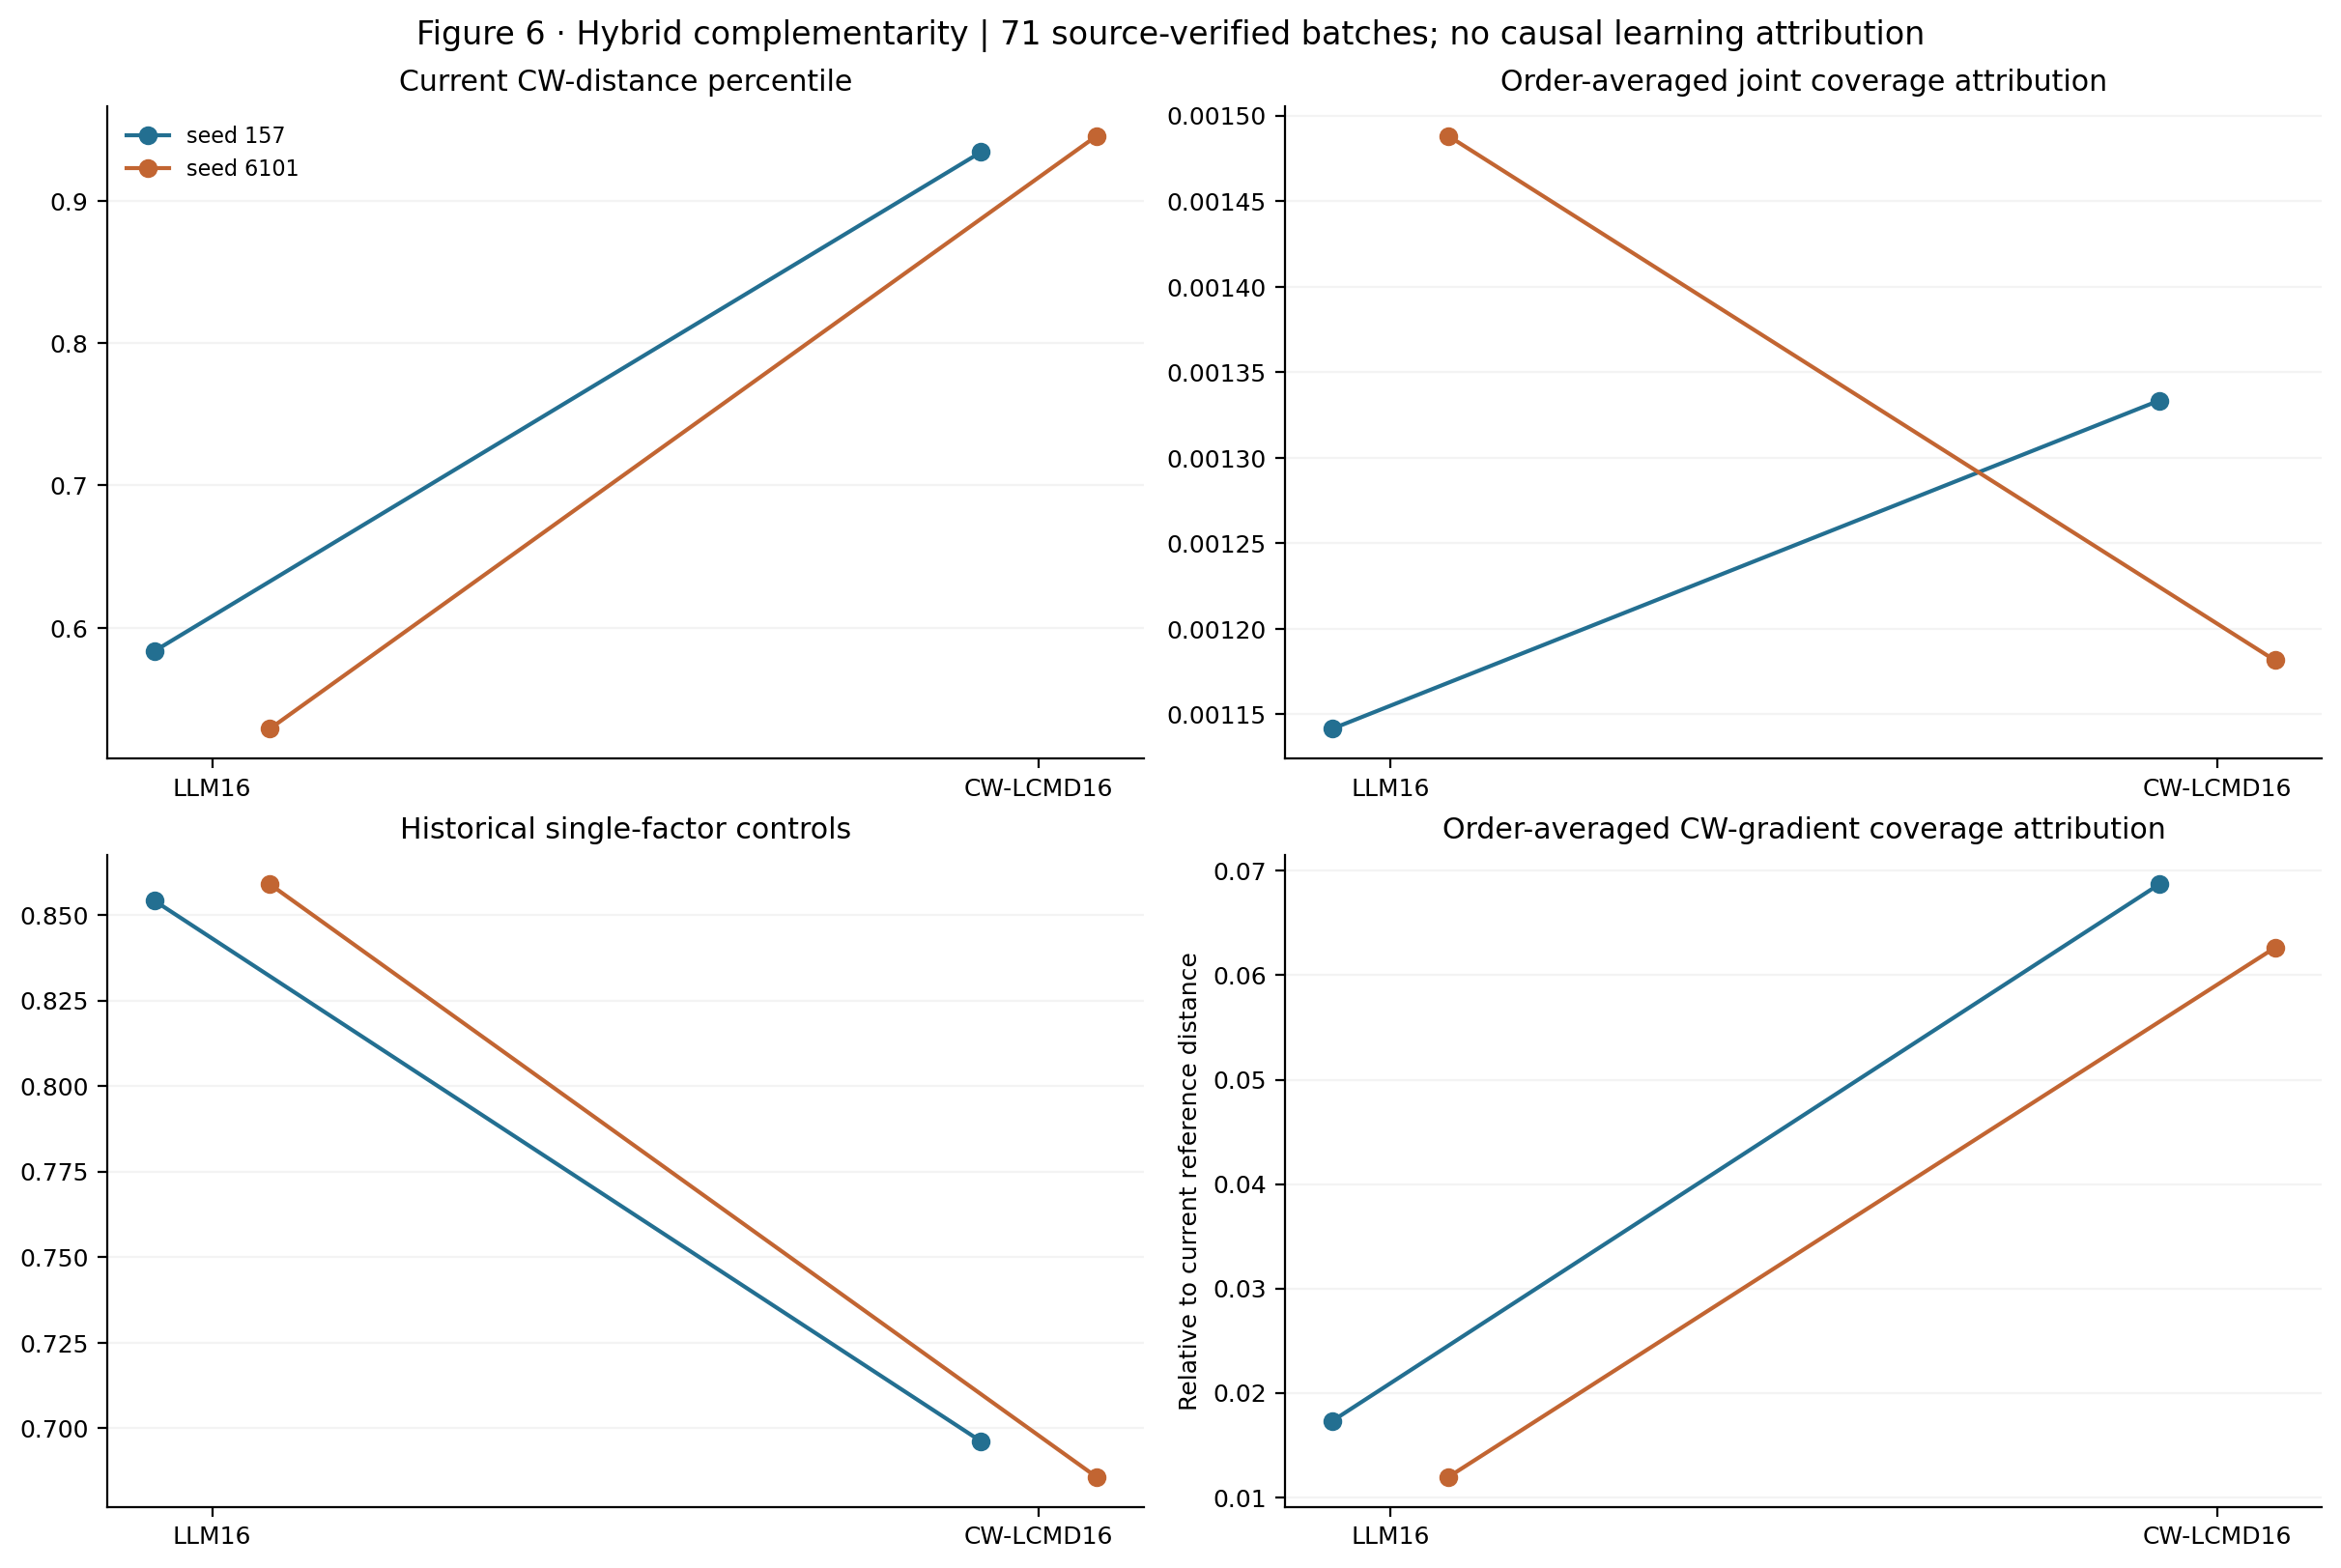 Figure 6 · Hybrid complementarity | 71 source-verified batches; no causal learning attribution
Current CW-distance percentile
seed 157
seed 6101
0.9
0.8
0.7
0.6
LLM16
CW-LCMD16
Order-averaged joint coverage attribution
0.00150
0.00145
0.00140
0.00135
0.00130
0.00125
0.00120
0.00115
LLM16
CW-LCMD16
Historical single-factor controls
0.850
0.825
0.800
0.775
0.750
0.725
0.700
LLM16
CW-LCMD16
Order-averaged CW-gradient coverage attribution
Relative to current reference distance
0.07
0.06
0.05
0.04
0.03
0.02
0.01
LLM16
CW-LCMD16